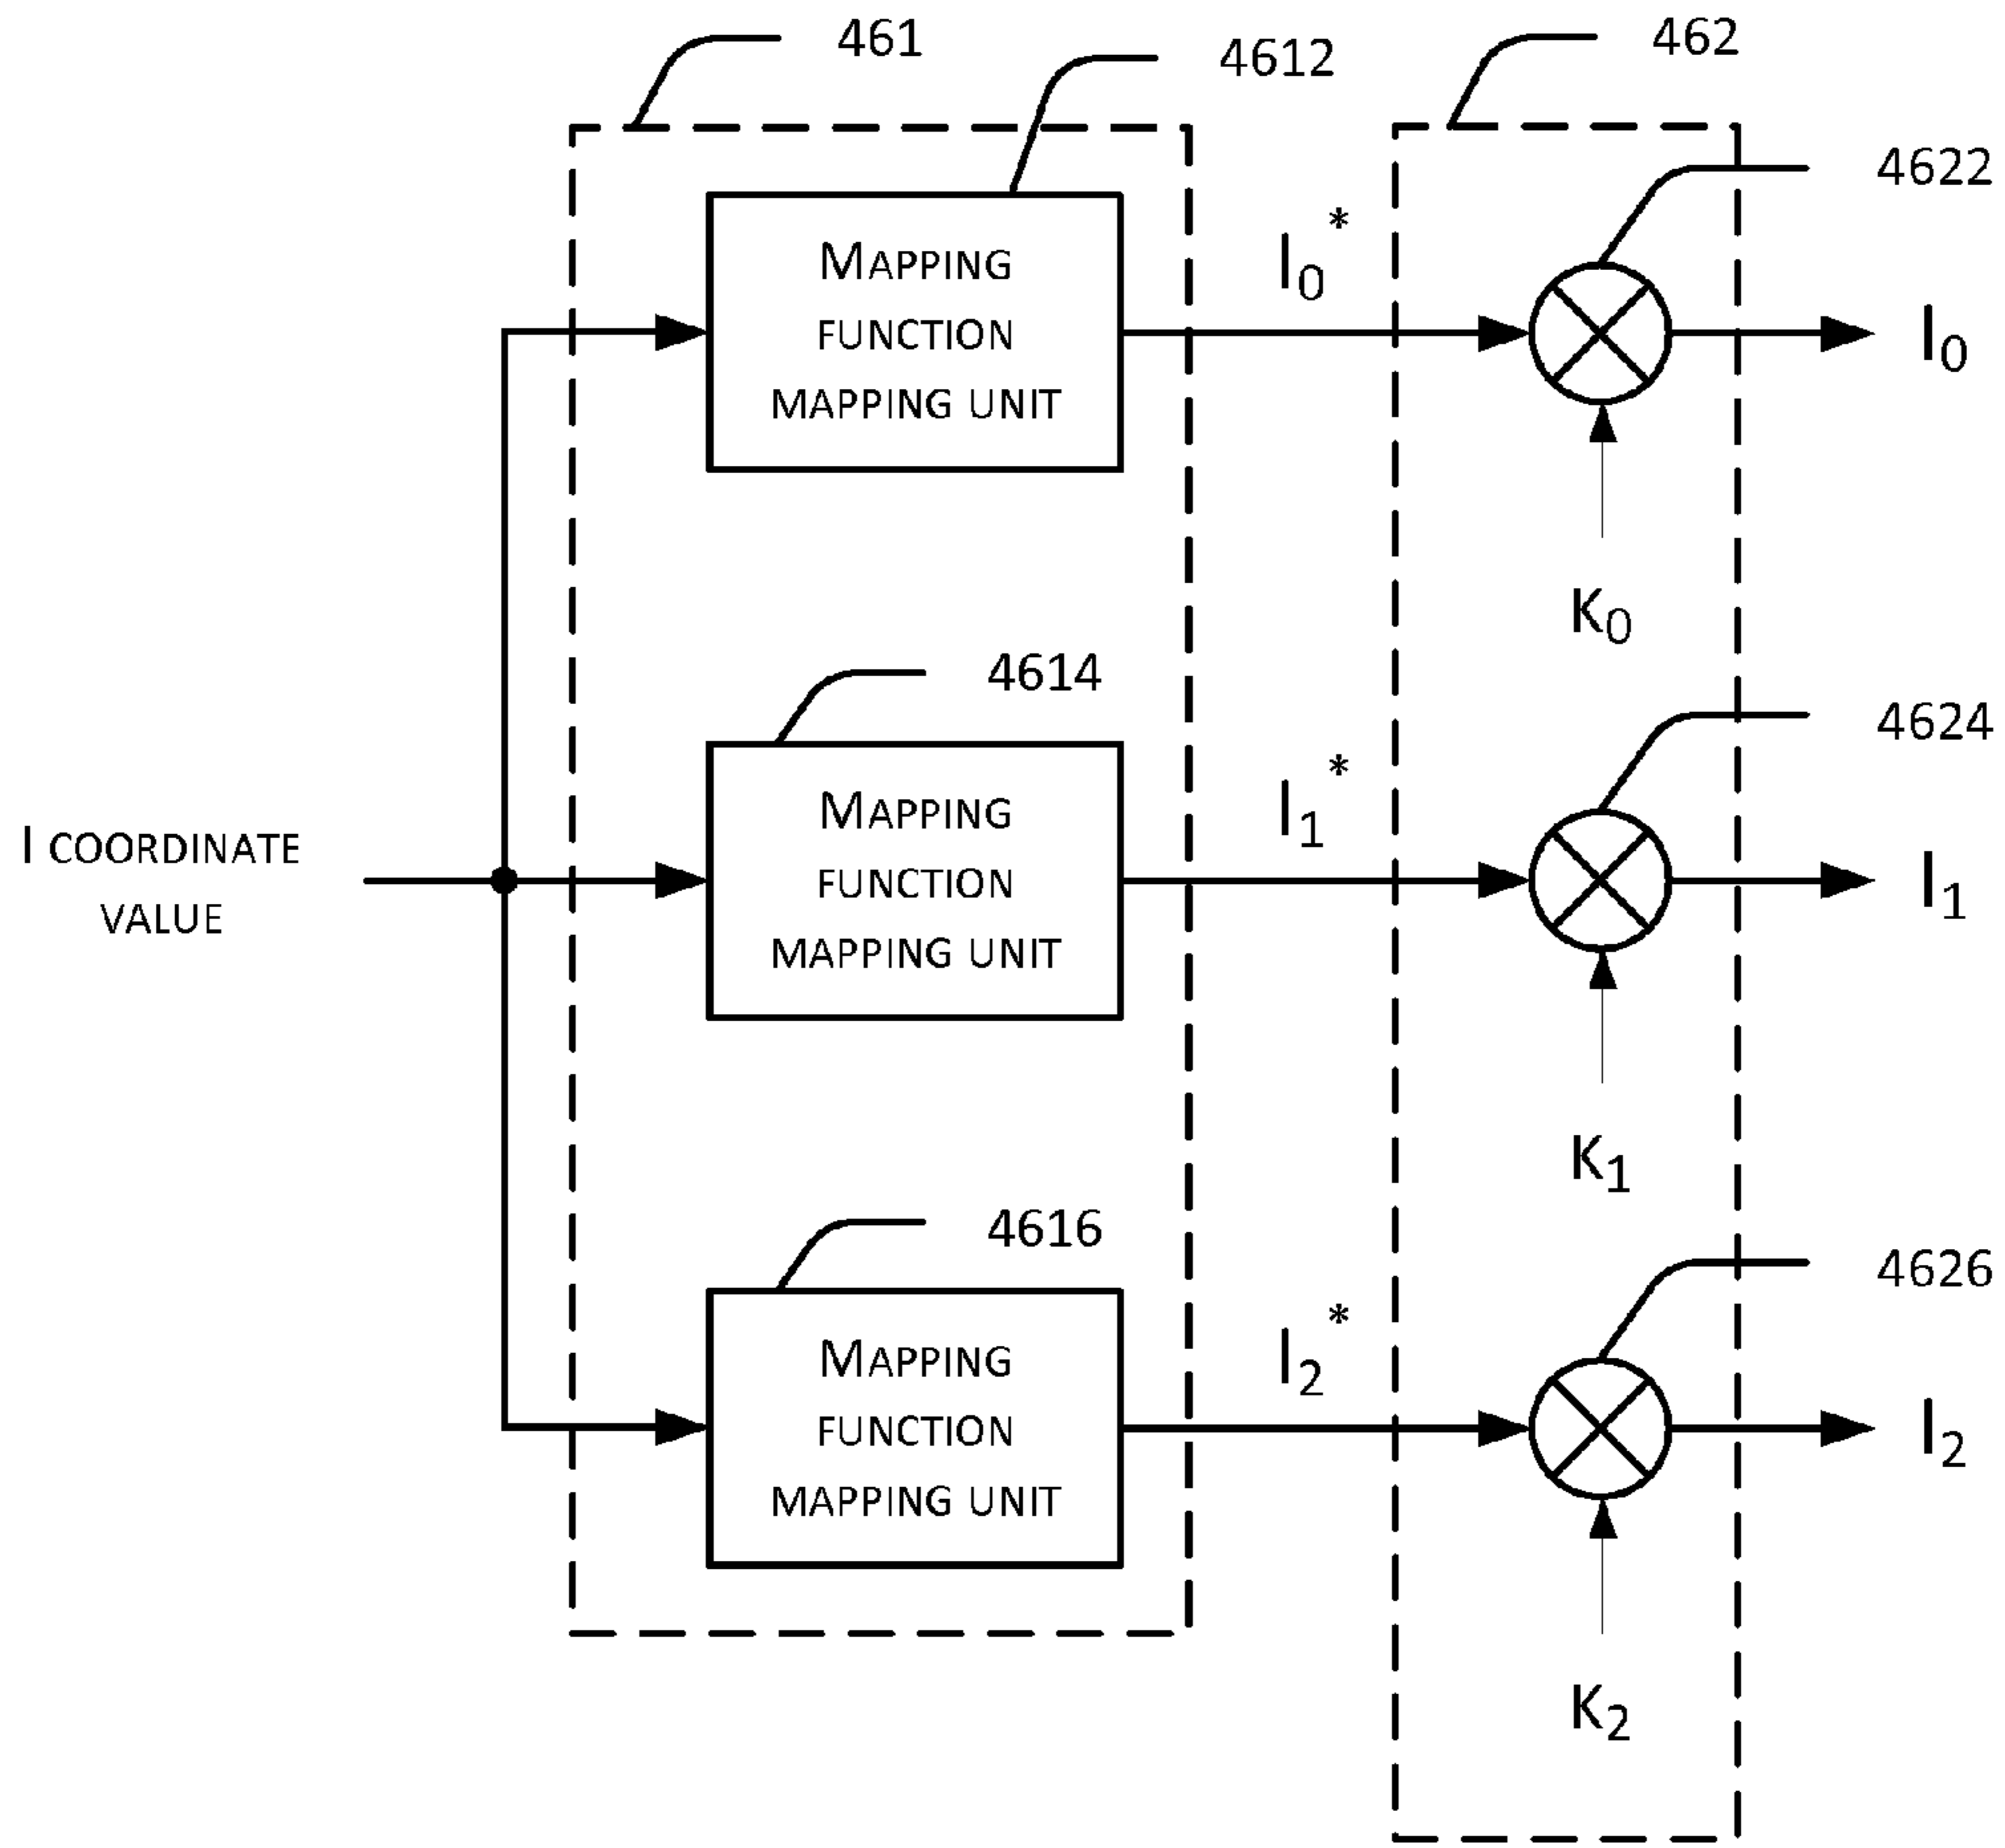 461
4612
462
4622
MAPPING
FUNCTION
MAPPING UNIT
I0*
I0
K0
4614
4624
I COORDINATE
VALUE
MAPPING
FUNCTION
MAPPING UNIT
I1*
I1
K1
4616
4626
MAPPING
FUNCTION
MAPPING UNIT
I2*
I2
K2